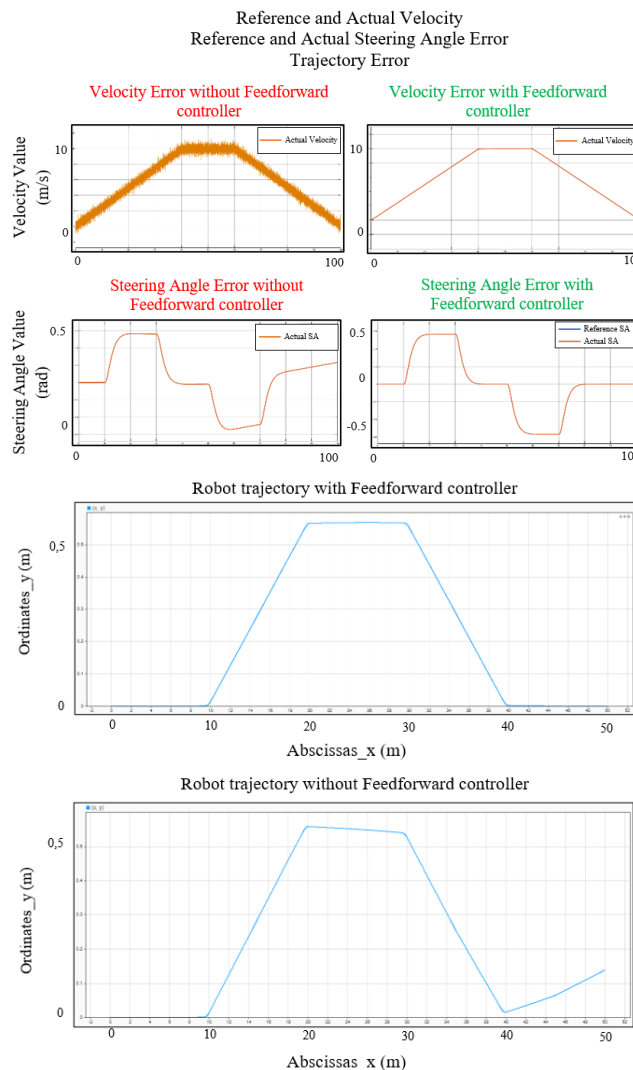 Reference and Actual Velocity
Reference and Actual Steering Angle Error
Trajectory Error
Velocity Error without Feedforward
controller
Velocity Error with Feedforward
controller
Velocity Value
(m/s)
Actual Velocity
10
0
0
100
Actual Velocity
10
0
0
100
Steering Angle Error without
Feedforward controller
Steering Angle Error with
Feedforward controller
Steering Angle Value
(rad)
Actual SA
0.5
0
0
100
Reference SA
Actual SA
0.5
0
-0.5
0
100
Robot trajectory with Feedforward controller
Ordinates_y (m)
0,5
0
(x, y)
0 10 20 30 40 50
Abscissas_x (m)
Robot trajectory without Feedforward controller
Ordinates_y (m)
0,5
0
(x, y)
0 10 20 30 40 50
Abscissas_x (m)